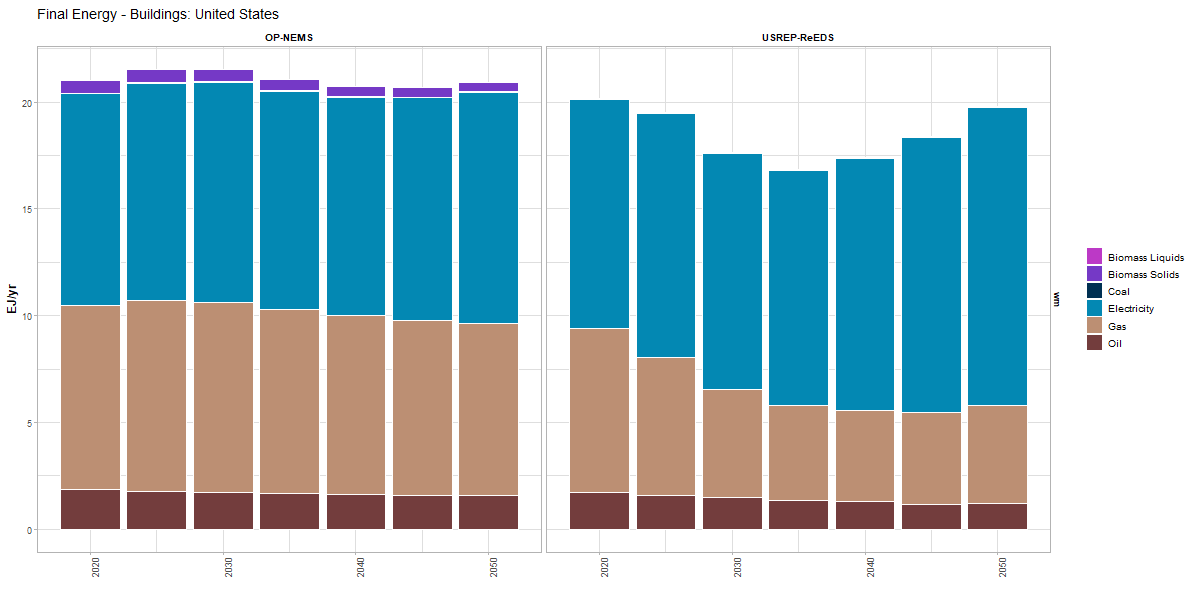 Final Energy - Buildings: United States
OP-NEMS
USREP-ReEDS
EJ/yr
20
15
10
5
0
2020
2030
2040
2050
2020
2030
2040
2050
wm
Biomass Liquids
Biomass Solids
Coal
Electricity
Gas
Oil